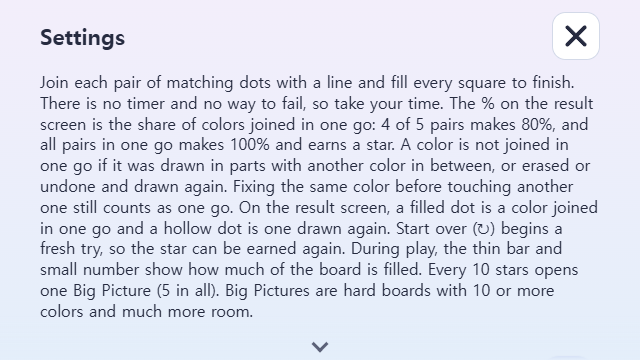 Settings
Join each pair of matching dots with a line and fill every square to finish.
There is no timer and no way to fail, so take your time. The % on the result
screen is the share of colors joined in one go: 4 of 5 pairs makes 80%, and
all pairs in one go makes 100% and earns a star. A color is not joined in
one go if it was drawn in parts with another color in between, or erased or
undone and drawn again. Fixing the same color before touching another
one still counts as one go. On the result screen, a filled dot is a color joined
in one go and a hollow dot is one drawn again. Start over (↻) begins a
fresh try, so the star can be earned again. During play, the thin bar and
small number show how much of the board is filled. Every 10 stars opens
one Big Picture (5 in all). Big Pictures are hard boards with 10 or more
colors and much more room.